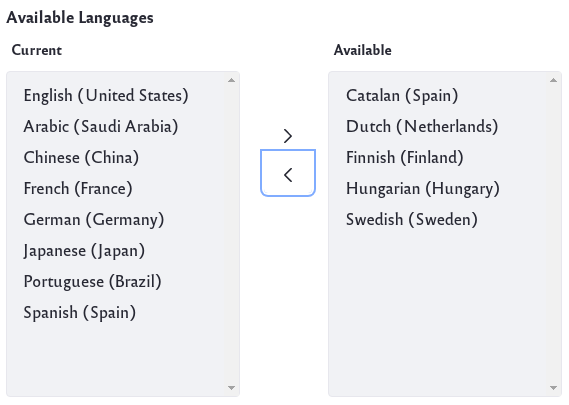 Available Languages
Current
English (United States)
Arabic (Saudi Arabia)
Chinese (China)
French (France)
German (Germany)
Japanese (Japan)
Portuguese (Brazil)
Spanish (Spain)
Available
Catalan (Spain)
Dutch (Netherlands)
Finnish (Finland)
Hungarian (Hungary)
Swedish (Sweden)